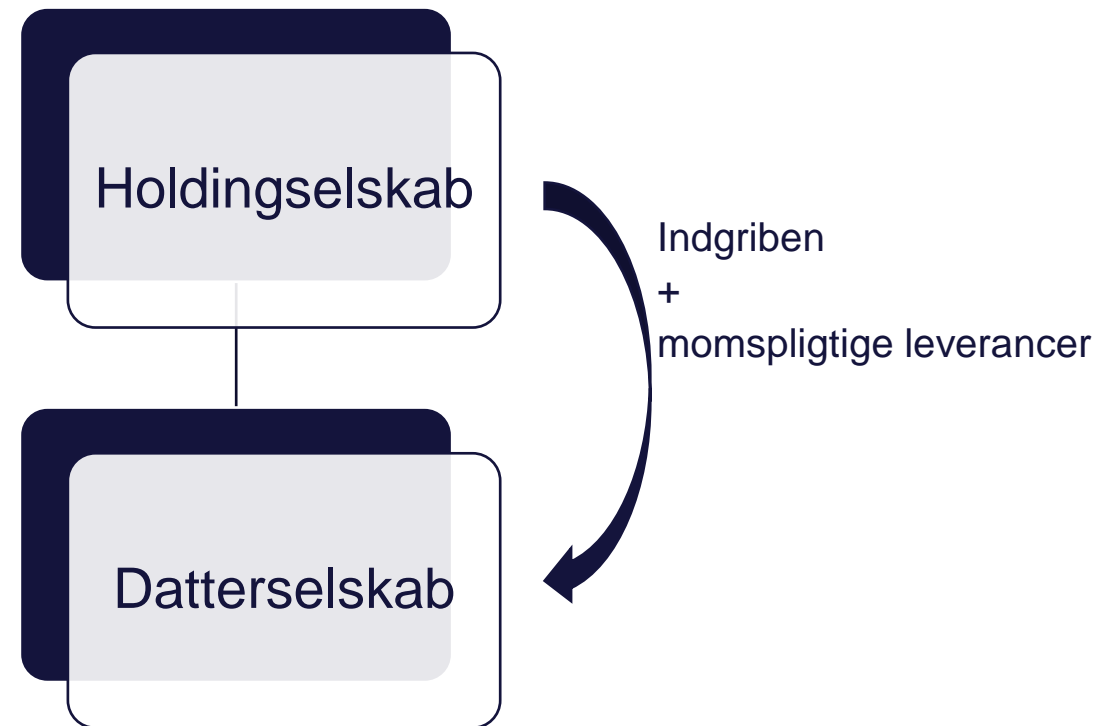 Holdingselskab
Indgriben
+
momspligtige leverancer
Datterselskab